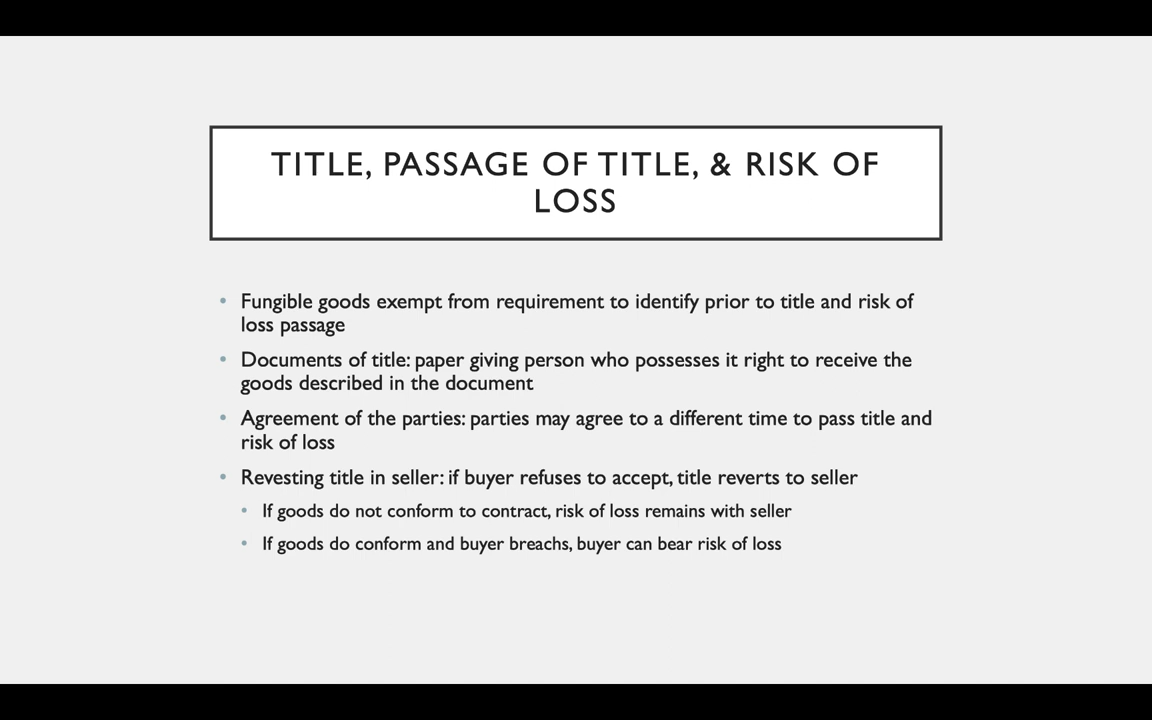 TITLE, PASSAGE OF TITLE, & RISK OF
LOSS
• Fungible goods exempt from requirement to identify prior to title and risk of
loss passage
• Documents of title: paper giving person who possesses it right to receive the
goods described in the document
• Agreement of the parties: parties may agree to a different time to pass title and
risk of loss
• Revesting title in seller: if buyer refuses to accept, title reverts to seller
• If goods do not conform to contract, risk of loss remains with seller
• If goods do conform and buyer breachs, buyer can bear risk of loss